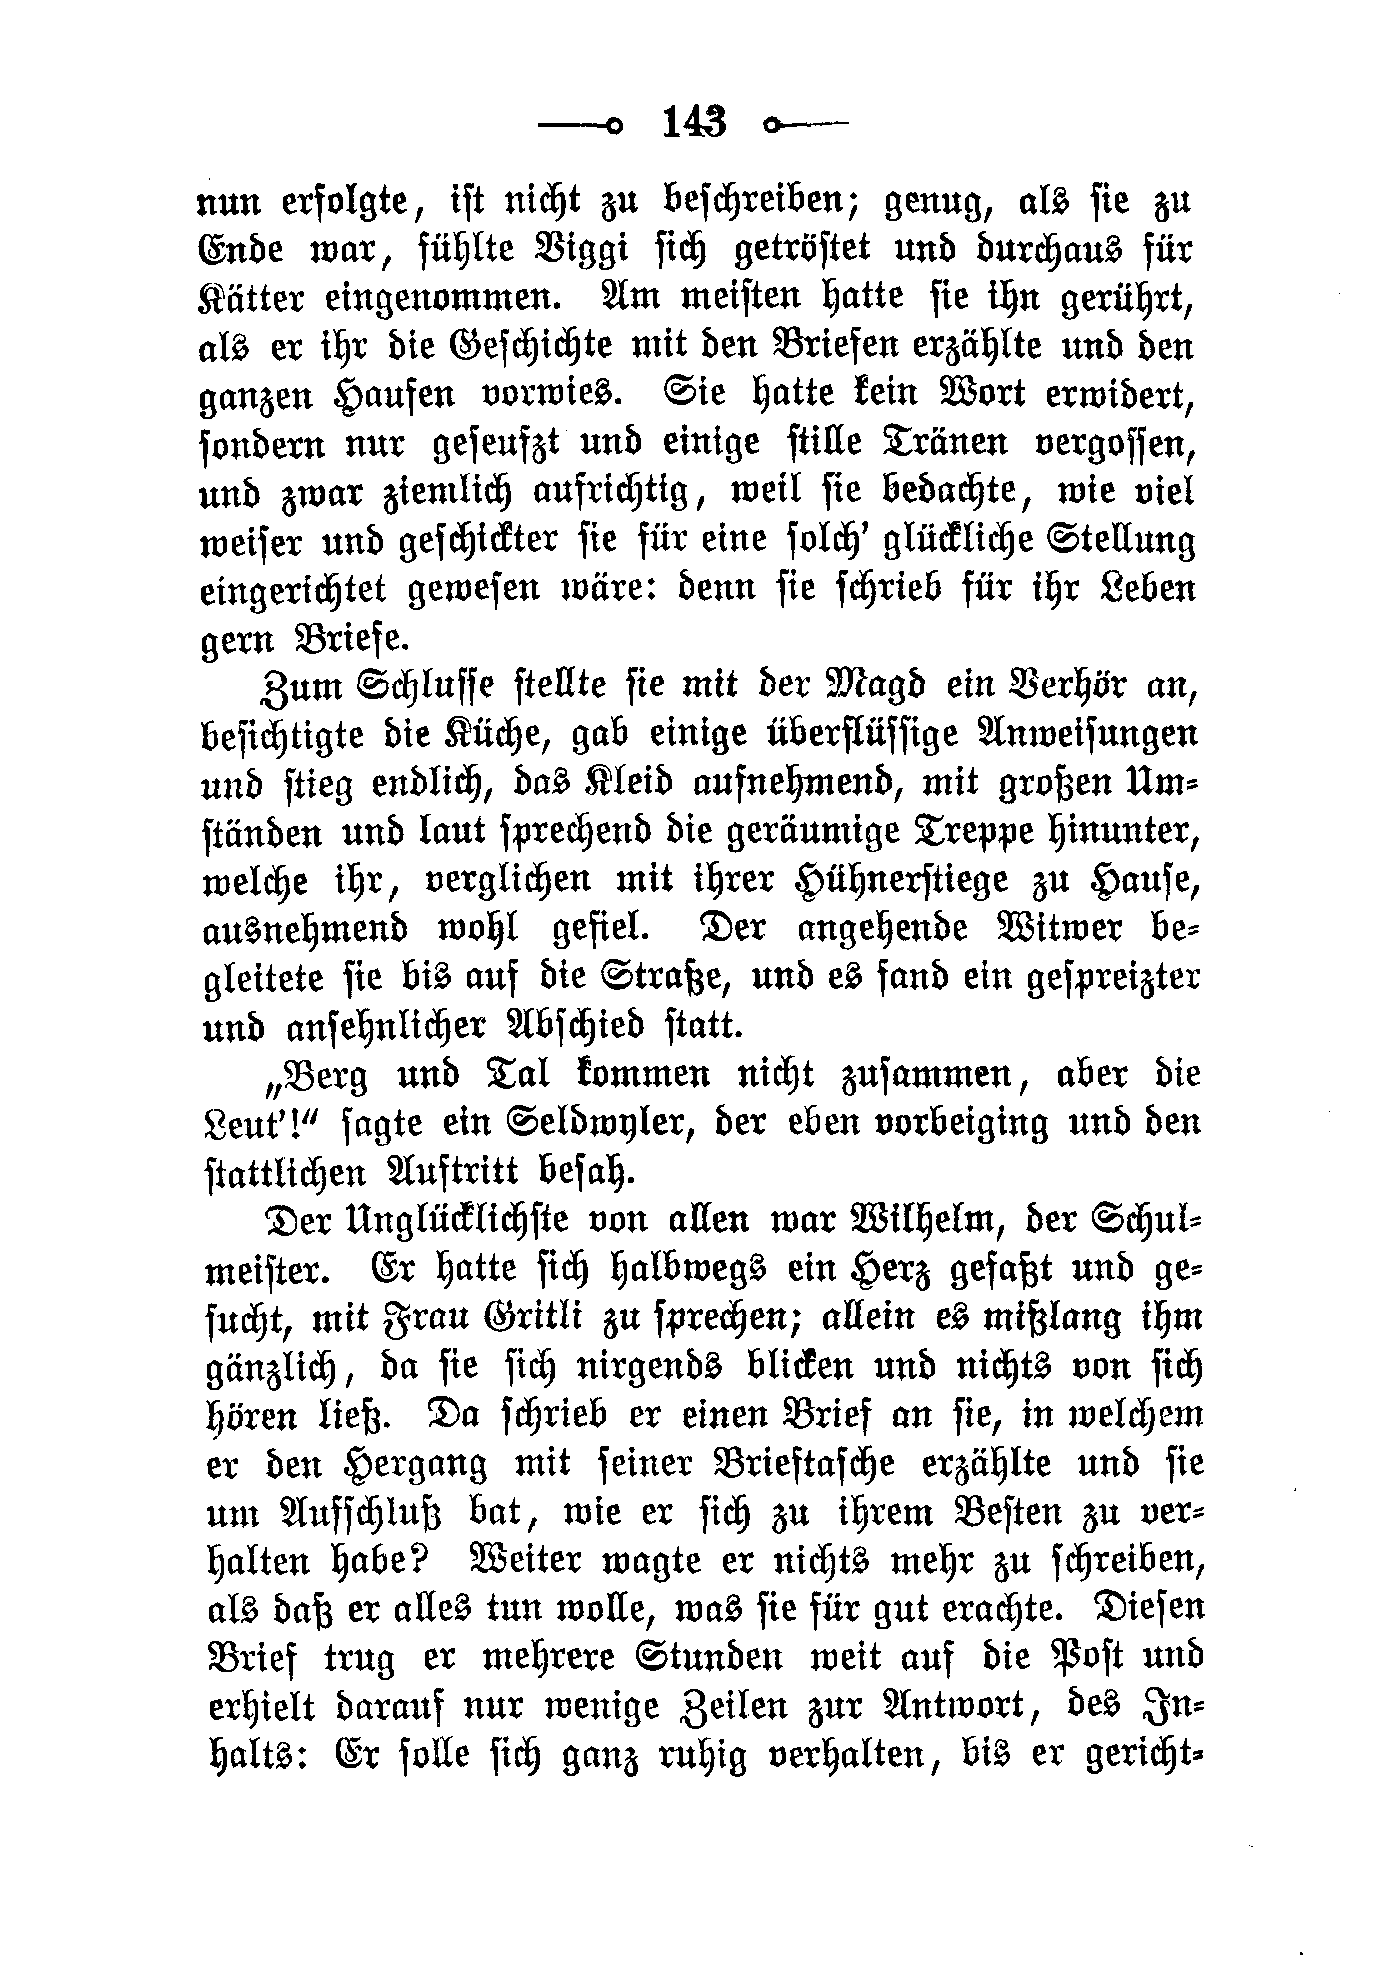 143
nun erfolgte, ist nicht zu beschreiben; genug, als sie zu
Ende war, fühlte Viggi sich getröstet und durchaus für
Kätter eingenommen. Am meisten hatte sie ihn gerührt,
als er ihr die Geschichte mit den Briefen erzählte und den
ganzen Haufen vorwies. Sie hatte kein Wort erwidert,
sondern nur geseufzt und einige stille Tränen vergossen,
und zwar ziemlich aufrichtig, weil sie bedachte, wie viel
weiser und geschickter sie für eine solch' glückliche Stellung
eingerichtet gewesen wäre: denn sie schrieb für ihr Leben
gern Briefe.
Zum Schlusse stellte sie mit der Magd ein Verhör an,
besichtigte die Küche, gab einige überflüssige Anweisungen
und stieg endlich, das Kleid aufnehmend, mit großen Um-
ständen und laut sprechend die geräumige Treppe hinunter,
welche ihr, verglichen mit ihrer Hühnerstiege zu Hause,
ausnehmend wohl gefiel. Der angehende Witwer be-
gleitete sie bis auf die Straße, und es fand ein gespreizter
und ansehnlicher Abschied statt.
„Berg und Tal kommen nicht zusammen, aber die
Leut'!“ sagte ein Seldwyler, der eben vorbeiging und den
stattlichen Auftritt besah.
Der Unglücklichste von allen war Wilhelm, der Schul-
meister. Er hatte sich halbwegs ein Herz gefaßt und ge-
sucht, mit Frau Gritli zu sprechen; allein es mißlang ihm
gänzlich, da sie sich nirgends blicken und nichts von sich
hören ließ. Da schrieb er einen Brief an sie, in welchem
er den Hergang mit seiner Brieftasche erzählte und sie
um Aufschluß bat, wie er sich zu ihrem Besten zu ver-
halten habe? Weiter wagte er nichts mehr zu schreiben,
als daß er alles tun wolle, was sie für gut erachte. Diesen
Brief trug er mehrere Stunden weit auf die Post und
erhielt darauf nur wenige Zeilen zur Antwort, des In-
halts: Er solle sich ganz ruhig verhalten, bis er gericht-